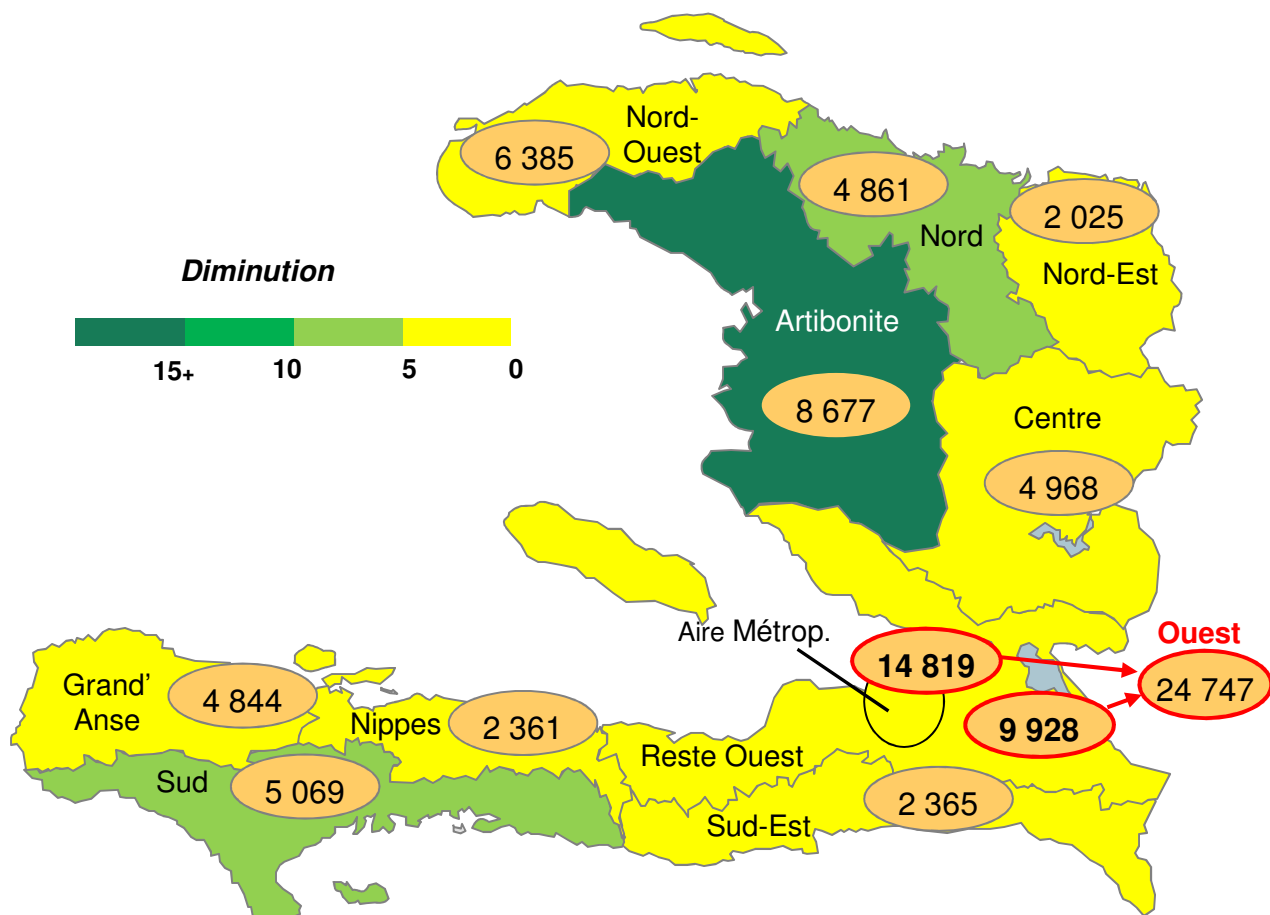 Nord-
Ouest
6 385
4 861
2 025
Nord
Nord-Est
Diminution
15+ 10 5 0
Artibonite
8 677
Centre
4 968
Aire Métrop.
Ouest
14 819
24 747
9 928
Grand'
Anse
4 844
Nippes
2 361
Reste Ouest
Sud
5 069
2 365
Sud-Est